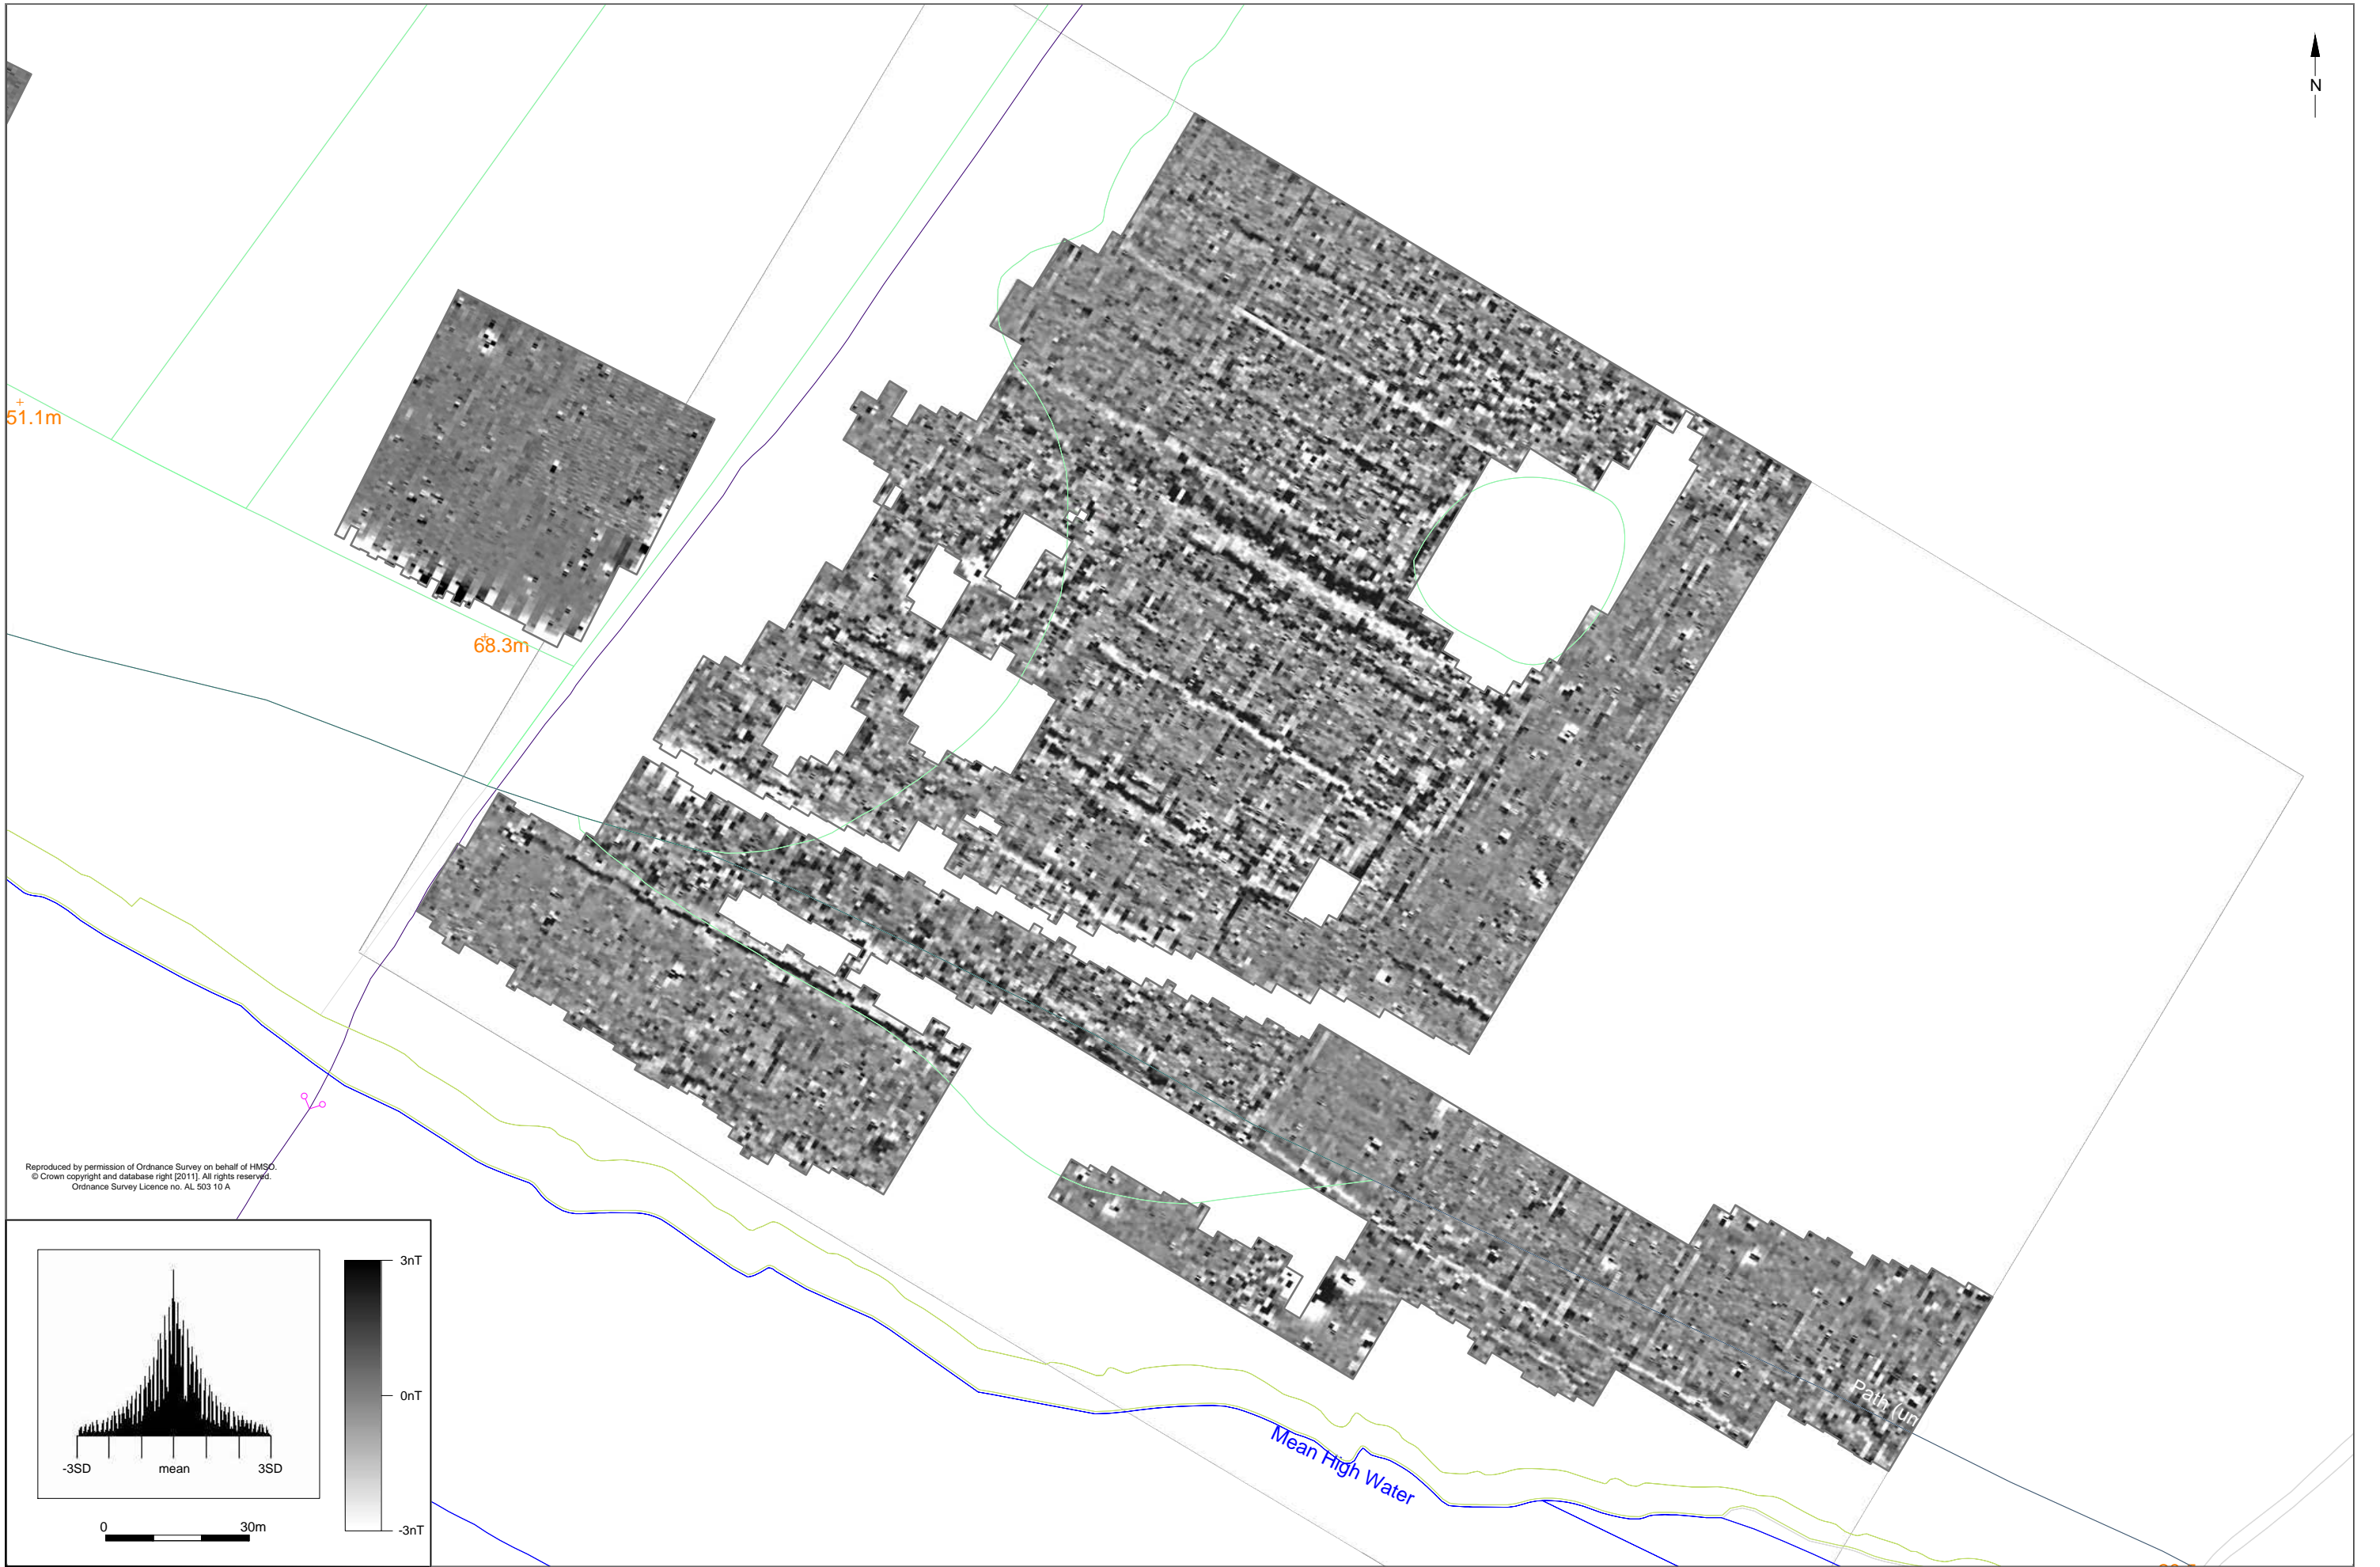 N
51.1m
68.3m
Reproduced by permission of Ordnance Survey on behalf of HMSO.
© Crown copyright and database right [2011]. All rights reserved.
Ordnance Survey Licence no. AL 503 10 A
Path (un
Mean High Water
3nT
0nT
-3nT
-3SD
mean
3SD
0
30m